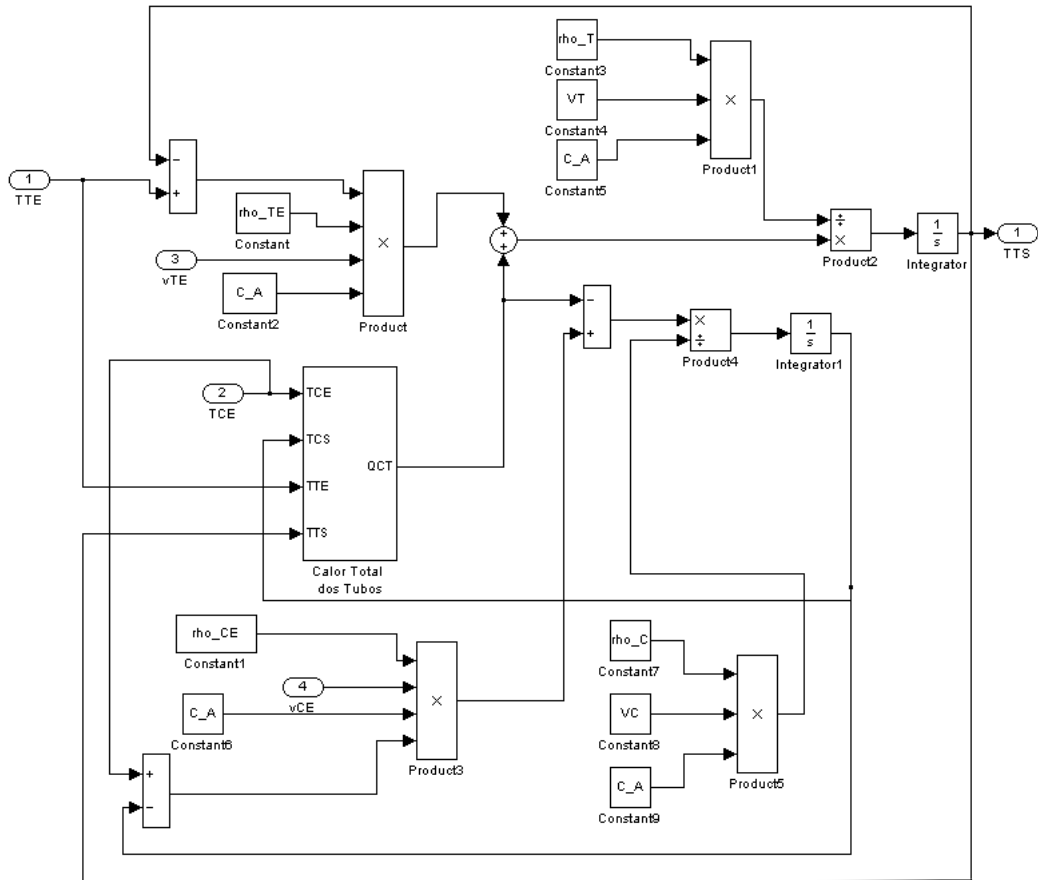 rho_T
Constant3
VT
Constant4
C_A
Constant5
×
Product1
1
TTE
−
+
rho_TE
Constant
3
vTE
C_A
Constant2
×
Product
+
+
÷
×
Product2
1
s
Integrator
1
TTS
−
+
×
÷
Product4
1
s
Integrator1
2
TCE
TCE
TCS
TTE
TTS
QCT
Calor Total
dos Tubos
rho_CE
Constant1
4
vCE
C_A
Constant6
×
Product3
+
−
rho_C
Constant7
VC
Constant8
C_A
Constant9
×
Product5